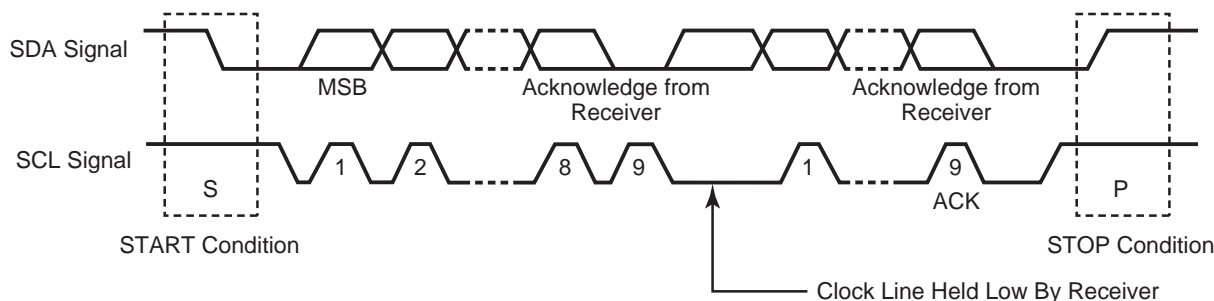 SDA Signal
MSB
Acknowledge from
Receiver
Acknowledge from
Receiver
SCL Signal
1
2
8
9
1
9
ACK
S
P
START Condition
STOP Condition
Clock Line Held Low By Receiver